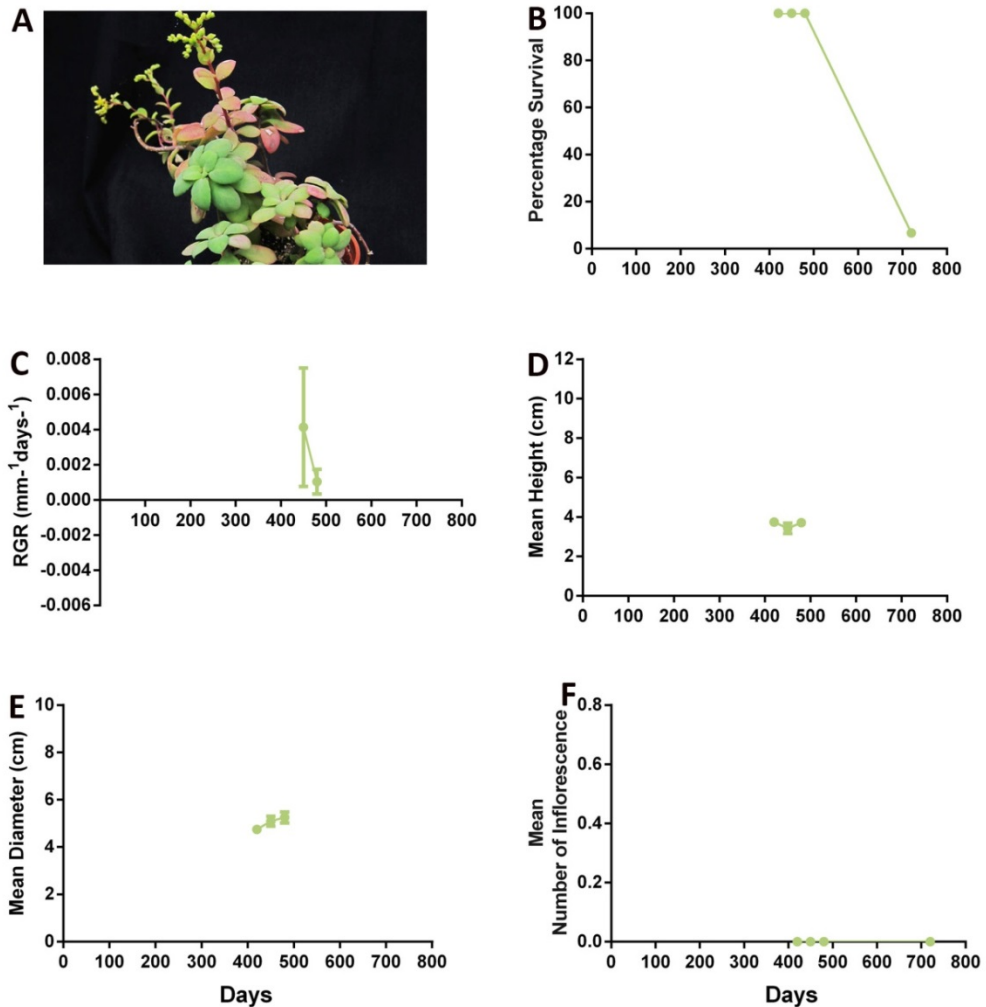 A
B
Percentage Survival
100
80
60
40
20
0
0 100 200 300 400 500 600 700 800
C
RGR (mm-¹days-¹)
0.008
0.006
0.004
0.002
0.000
-0.002
-0.004
-0.006
100 200 300 400 500 600 700 800
D
Mean Height (cm)
12
10
8
6
4
2
0
0 100 200 300 400 500 600 700 800
E
Mean Diameter (cm)
10
8
6
4
2
0
0 100 200 300 400 500 600 700 800
Days
F
Mean
Number of Inflorescence
0.8
0.6
0.4
0.2
0.0
0 100 200 300 400 500 600 700 800
Days